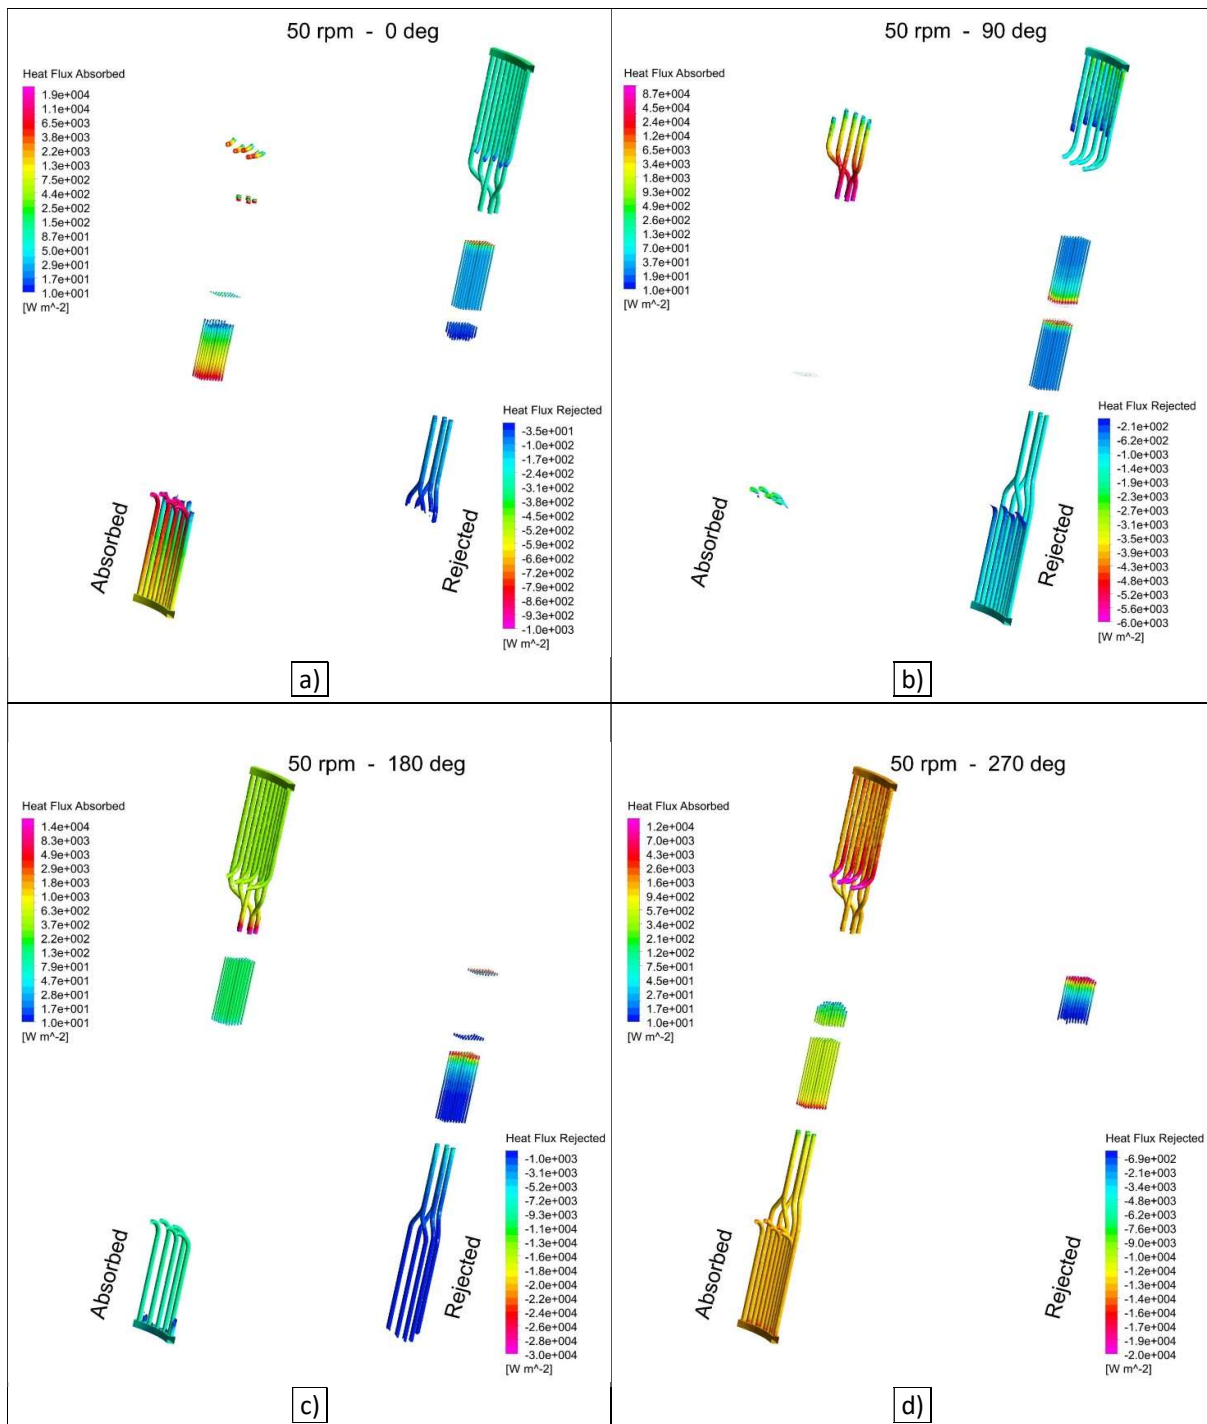 50 rpm - 0 deg
Heat Flux Absorbed
1.9e+004
1.1e+004
6.5e+003
3.8e+003
2.2e+003
1.3e+003
7.5e+002
4.4e+002
2.5e+002
1.5e+002
8.7e+001
5.0e+001
2.9e+001
1.7e+001
1.0e+001
[W m^-2]
Absorbed
Heat Flux Rejected
-3.5e+001
-1.0e+002
-1.7e+002
-2.4e+002
-3.1e+002
-3.8e+002
-4.5e+002
-5.2e+002
-5.9e+002
-6.6e+002
-7.2e+002
-7.9e+002
-8.6e+002
-9.3e+002
-1.0e+003
[W m^-2]
Rejected
a)
50 rpm - 90 deg
Heat Flux Absorbed
8.7e+004
4.5e+004
2.4e+004
1.2e+004
6.5e+003
3.4e+003
1.8e+003
9.3e+002
4.9e+002
2.6e+002
1.3e+002
7.0e+001
3.7e+001
1.9e+001
1.0e+001
[W m^-2]
Absorbed
Heat Flux Rejected
-2.1e+002
-6.2e+002
-1.0e+003
-1.4e+003
-1.9e+003
-2.3e+003
-2.7e+003
-3.1e+003
-3.5e+003
-3.9e+003
-4.3e+003
-4.8e+003
-5.2e+003
-5.6e+003
-6.0e+003
[W m^-2]
Rejected
b)
50 rpm - 180 deg
Heat Flux Absorbed
1.4e+004
8.3e+003
4.9e+003
2.9e+003
1.8e+003
1.0e+003
6.3e+002
3.7e+002
2.2e+002
1.3e+002
7.9e+001
4.7e+001
2.8e+001
1.7e+001
1.0e+001
[W m^-2]
Absorbed
Heat Flux Rejected
-1.0e+003
-3.1e+003
-5.2e+003
-7.2e+003
-9.3e+003
-1.1e+004
-1.3e+004
-1.6e+004
-1.8e+004
-2.0e+004
-2.2e+004
-2.4e+004
-2.6e+004
-2.8e+004
-3.0e+004
[W m^-2]
Rejected
c)
50 rpm - 270 deg
Heat Flux Absorbed
1.2e+004
7.0e+003
4.3e+003
2.6e+003
1.6e+003
9.4e+002
5.7e+002
3.4e+002
2.1e+002
1.2e+002
7.5e+001
4.5e+001
2.7e+001
1.7e+001
1.0e+001
[W m^-2]
Absorbed
Heat Flux Rejected
-6.9e+002
-2.1e+003
-3.4e+003
-4.8e+003
-6.2e+003
-7.6e+003
-9.0e+003
-1.0e+004
-1.2e+004
-1.3e+004
-1.4e+004
-1.6e+004
-1.7e+004
-1.9e+004
-2.0e+004
[W m^-2]
Rejected
d)